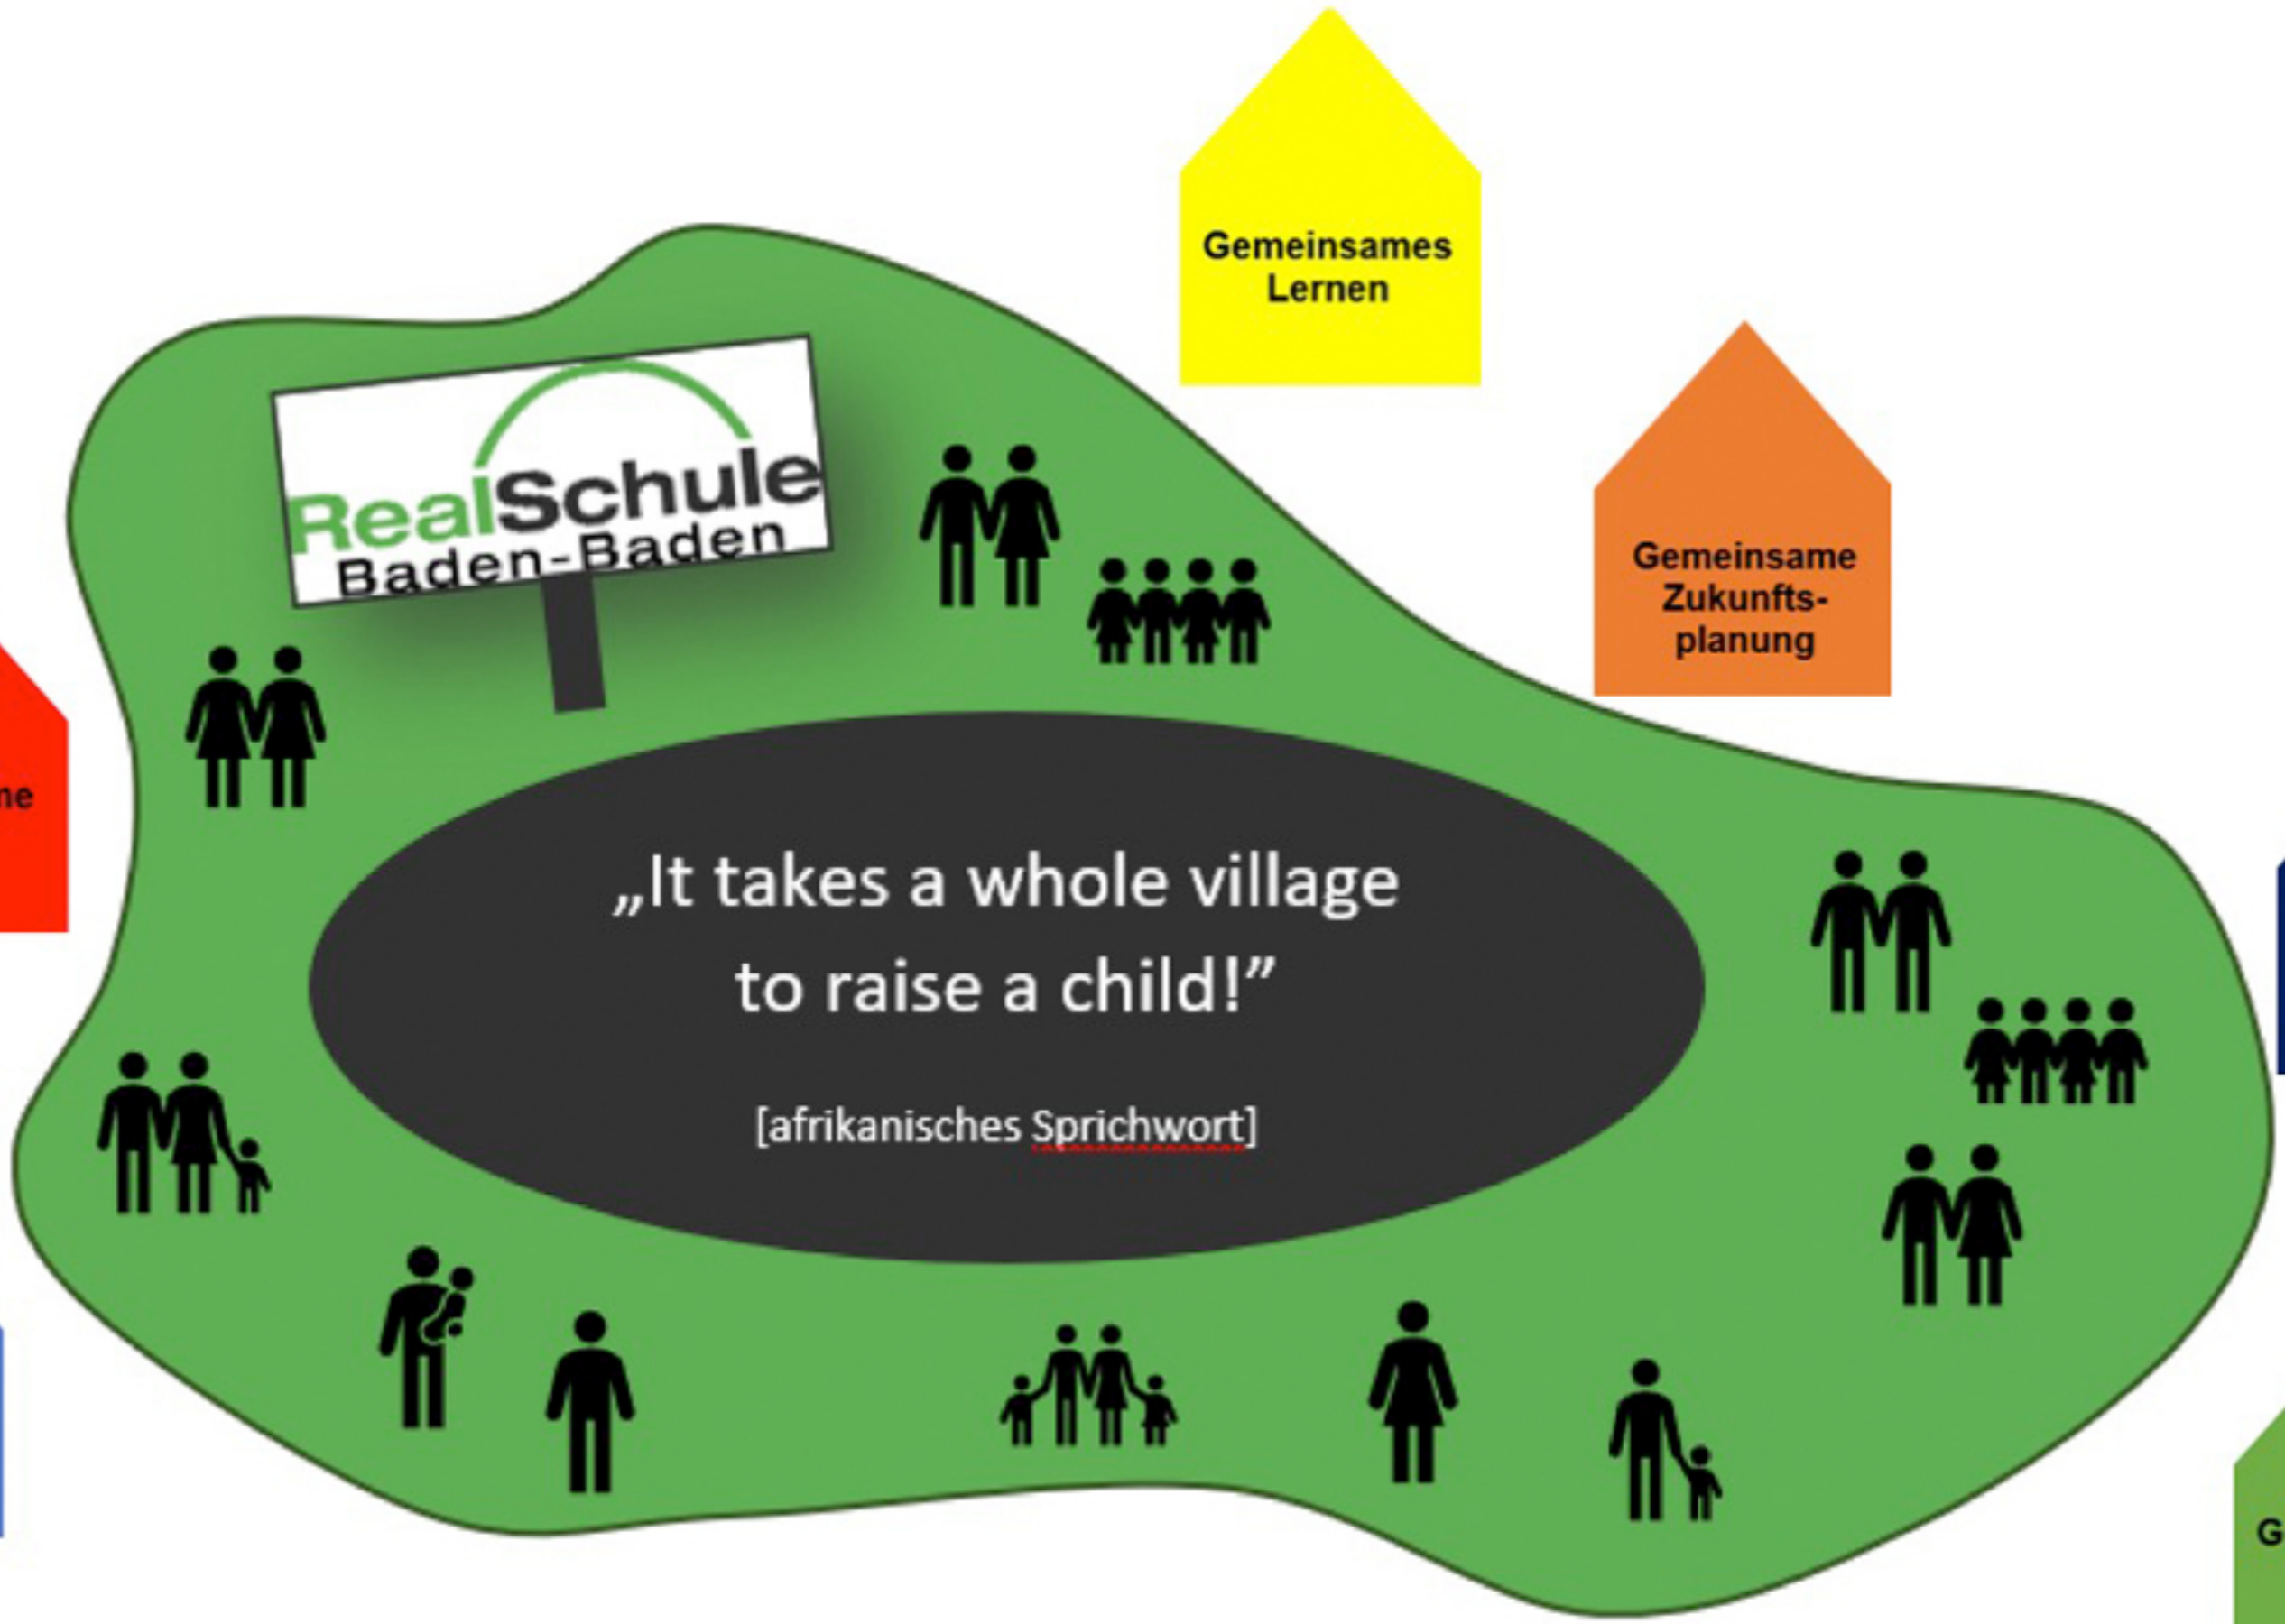 Gemeinsames
Lernen
Gemeinsame
Zukunfts-
planung
RealSchule
Baden-Baden
„It takes a whole village
to raise a child!”
[afrikanisches Sprichwort]